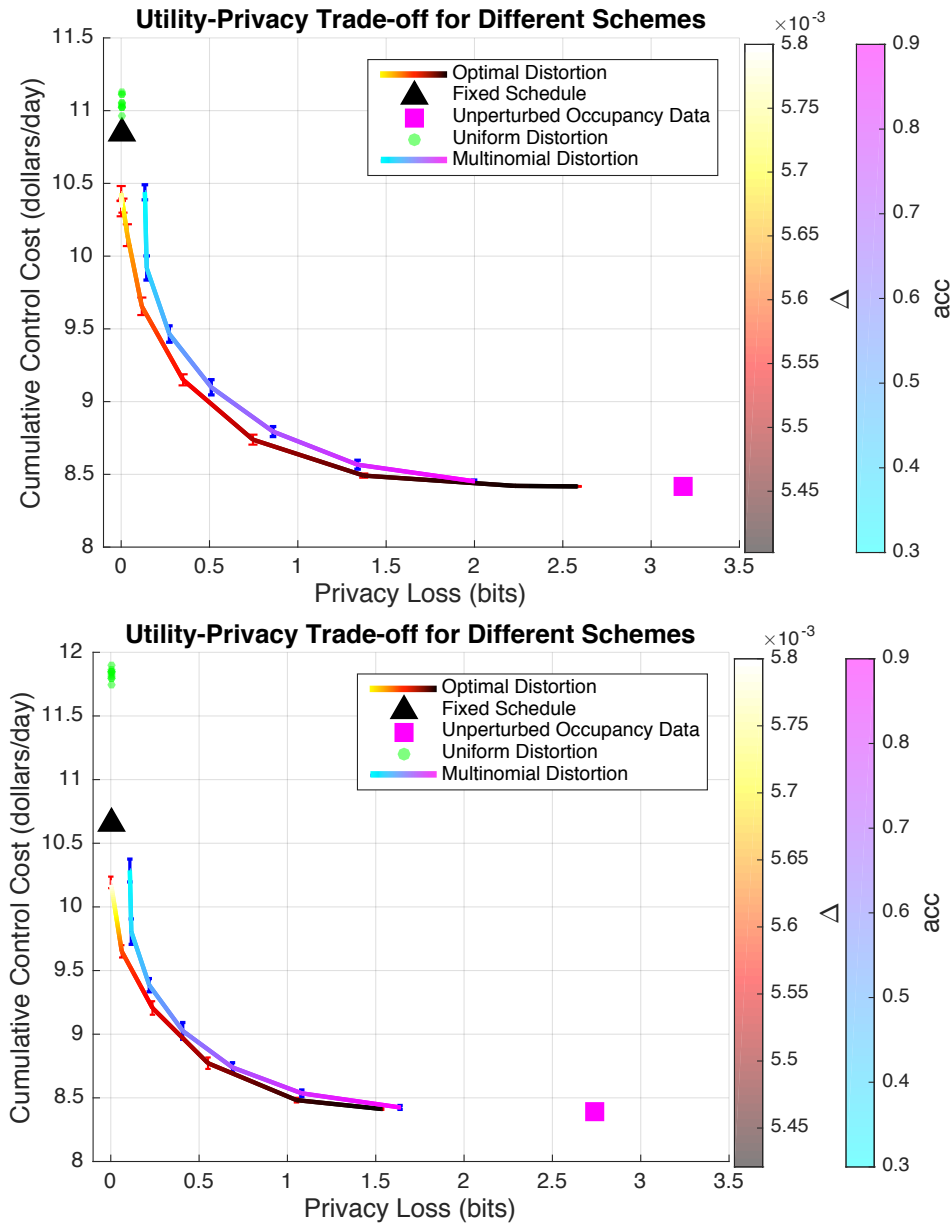 Utility-Privacy Trade-off for Different Schemes
×10⁻³
11.5
11
10.5
10
9.5
9
8.5
8
Cumulative Control Cost (dollars/day)
Optimal Distortion
Fixed Schedule
Unperturbed Occupancy Data
Uniform Distortion
Multinomial Distortion
0 0.5 1 1.5 2 2.5 3 3.5
Privacy Loss (bits)
5.8
5.75
5.7
5.65
5.6
5.55
5.5
5.45
Δ
0.9
0.8
0.7
0.6
0.5
0.4
0.3
acc
Utility-Privacy Trade-off for Different Schemes
×10⁻³
12
11.5
11
10.5
10
9.5
9
8.5
8
Cumulative Control Cost (dollars/day)
Optimal Distortion
Fixed Schedule
Unperturbed Occupancy Data
Uniform Distortion
Multinomial Distortion
0 0.5 1 1.5 2 2.5 3 3.5
Privacy Loss (bits)
5.8
5.75
5.7
5.65
5.6
5.55
5.5
5.45
Δ
0.9
0.8
0.7
0.6
0.5
0.4
0.3
acc